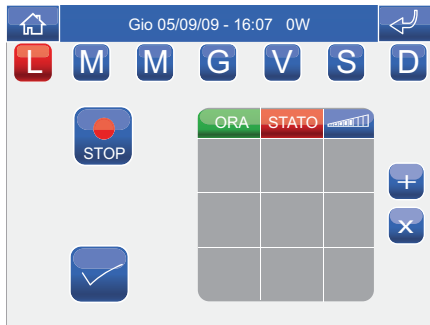 Gio 05/09/09 - 16:07 0W
L M M G V S D
ORA STATO
STOP
+
x